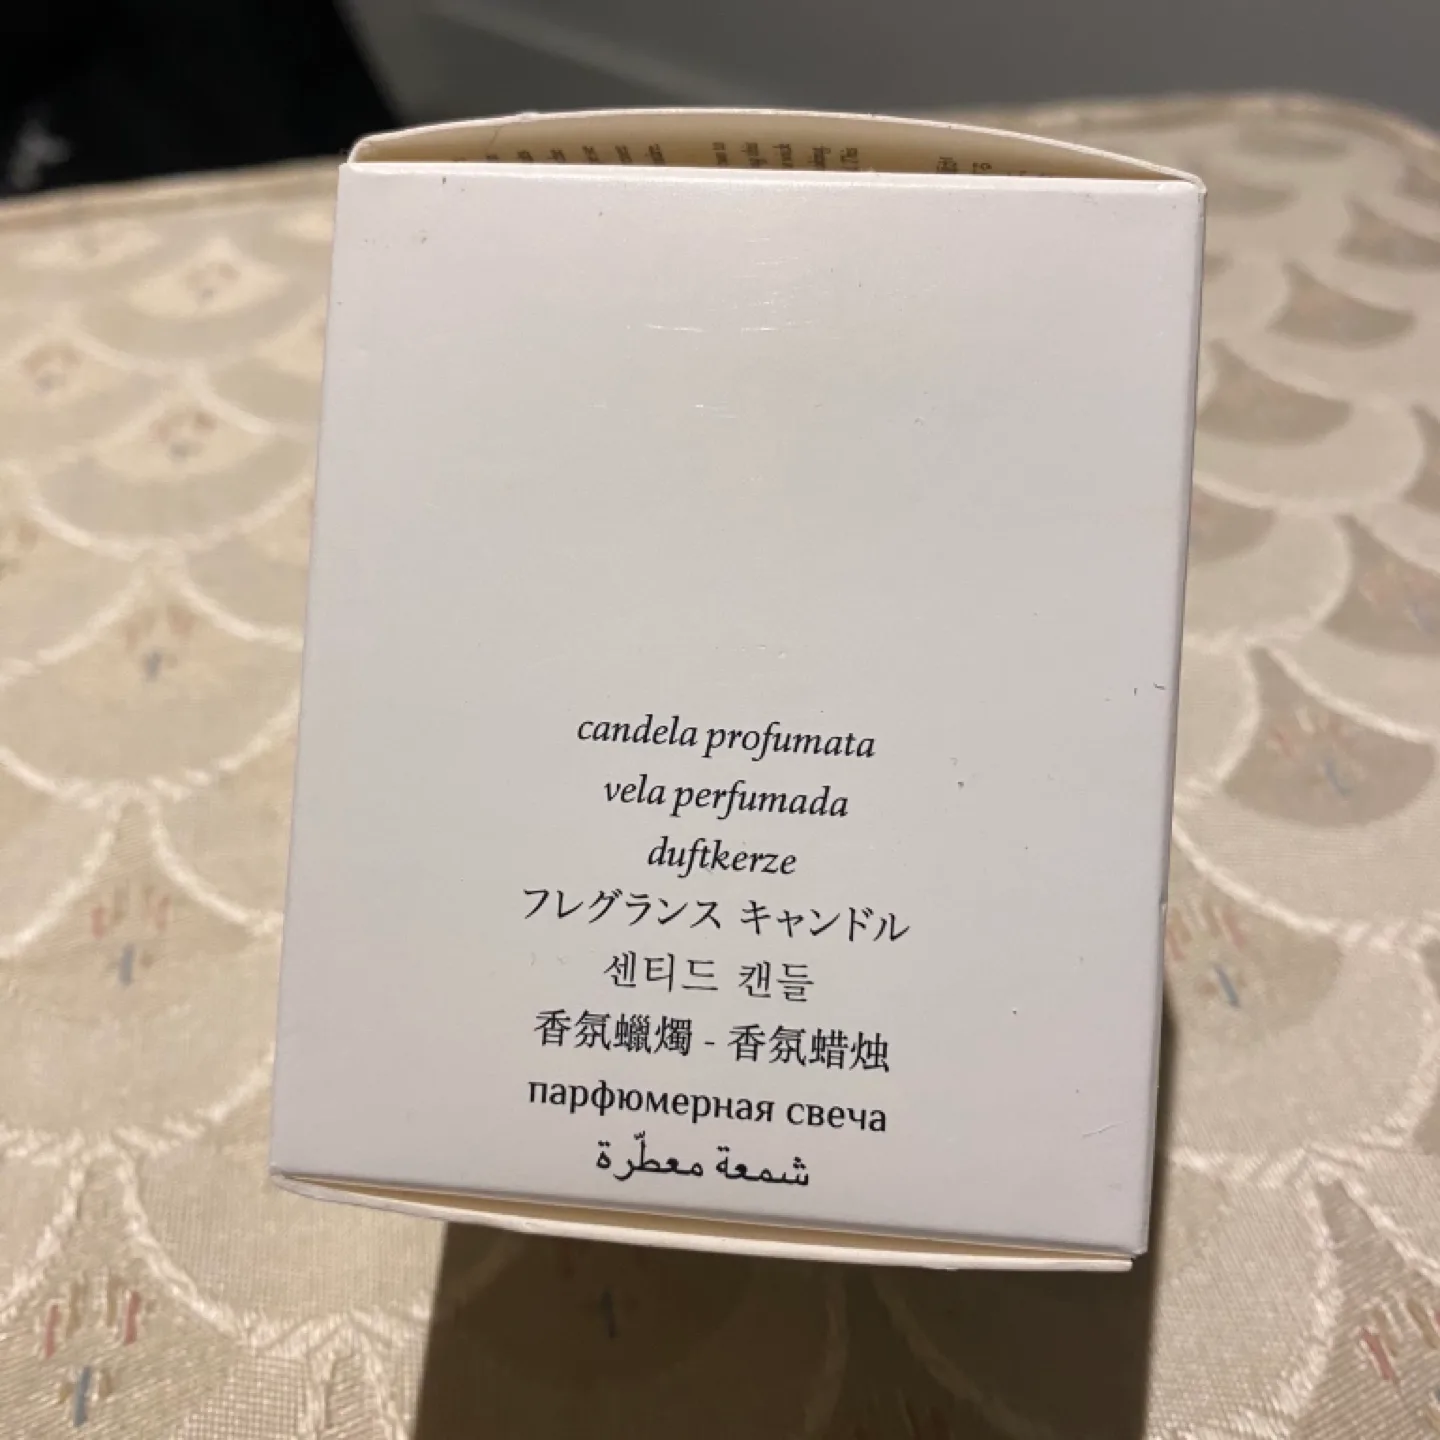 candela profumata
vela perfumada
duftkerze
フレグランス キャンドル
센티드 캔들
香氛蠟燭 - 香氛蜡烛
парфюмерная свеча
شمعة معطّرة